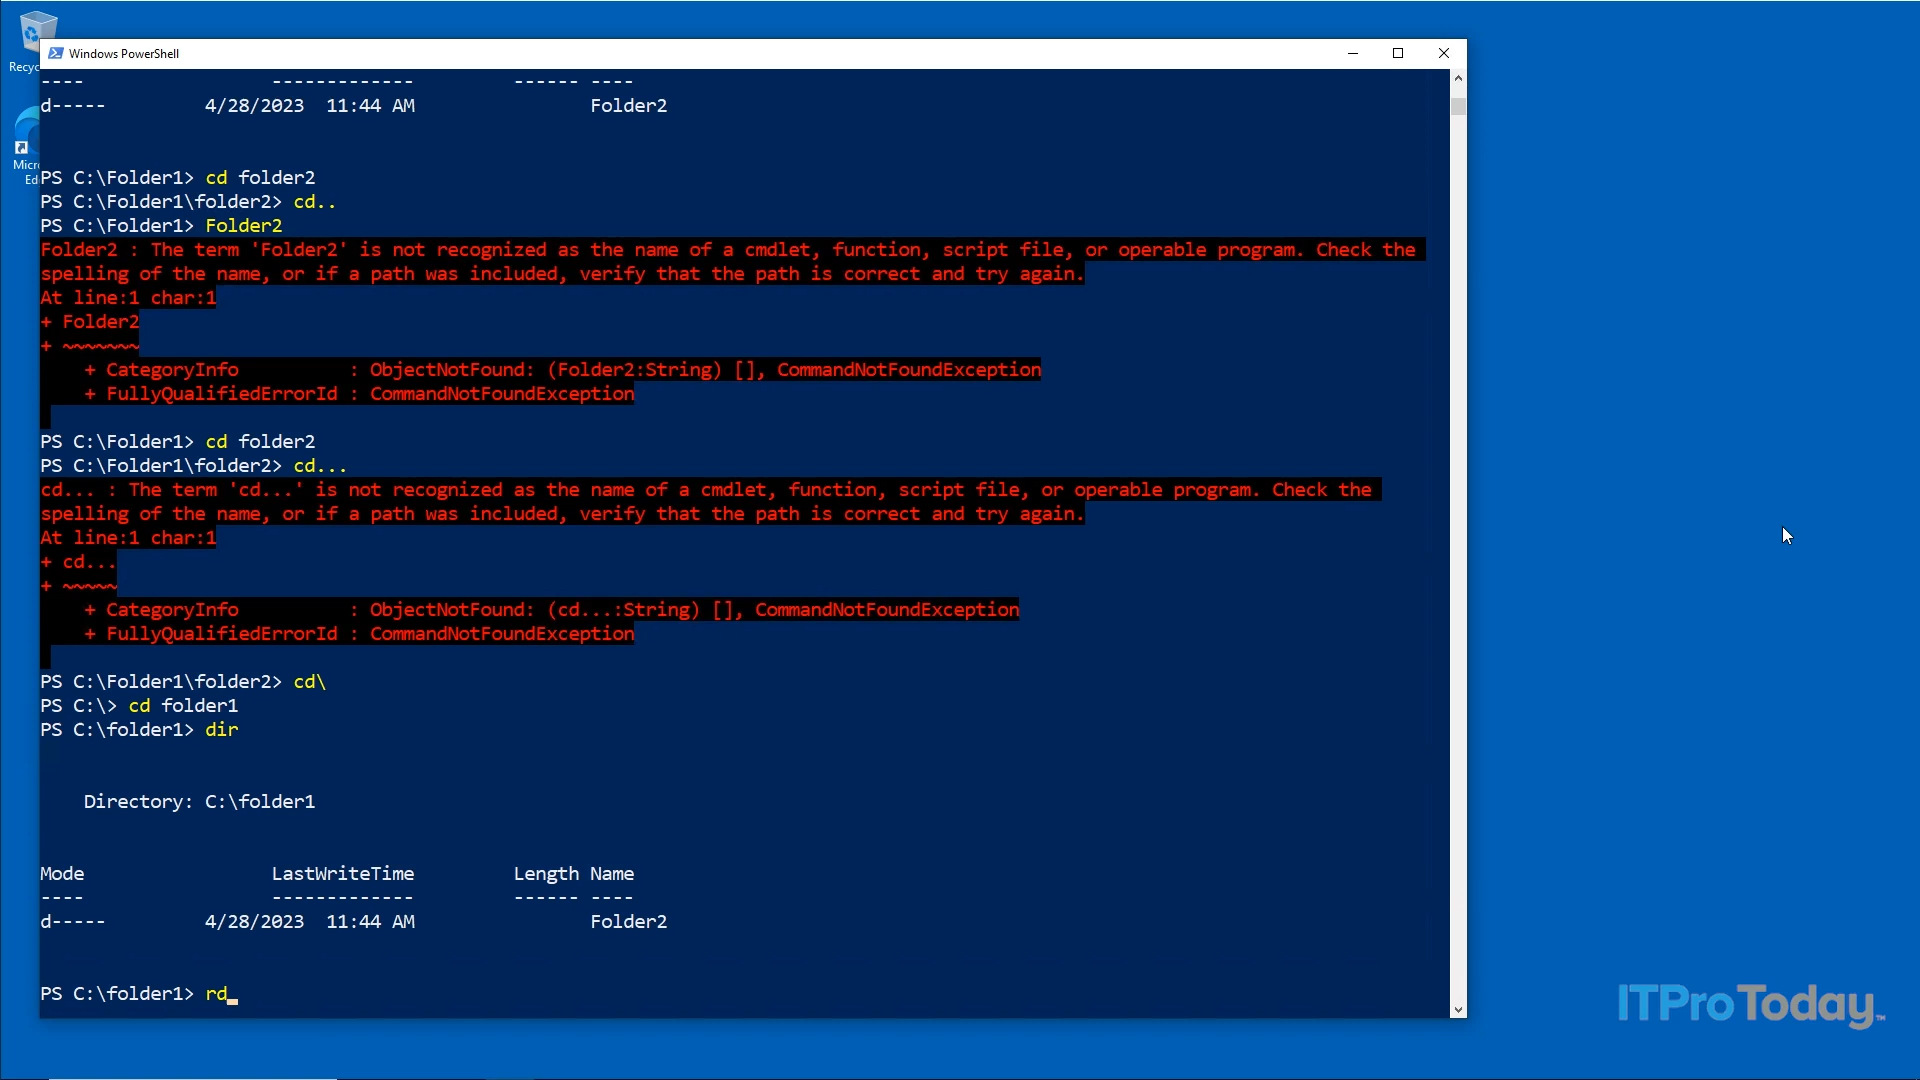 Recyc
Micr
Ed
Windows PowerShell
----                 -------------         ------ ----
d-----         4/28/2023  11:44 AM                Folder2
PS C:\Folder1> cd folder2
PS C:\Folder1\folder2> cd..
PS C:\Folder1> Folder2
Folder2 : The term 'Folder2' is not recognized as the name of a cmdlet, function, script file, or operable program. Check the
spelling of the name, or if a path was included, verify that the path is correct and try again.
At line:1 char:1
+ Folder2
+ ~~~~~~~
    + CategoryInfo          : ObjectNotFound: (Folder2:String) [], CommandNotFoundException
    + FullyQualifiedErrorId : CommandNotFoundException
PS C:\Folder1> cd folder2
PS C:\Folder1\folder2> cd...
cd... : The term 'cd...' is not recognized as the name of a cmdlet, function, script file, or operable program. Check the
spelling of the name, or if a path was included, verify that the path is correct and try again.
At line:1 char:1
+ cd...
+ ~~~~~
    + CategoryInfo          : ObjectNotFound: (cd...:String) [], CommandNotFoundException
    + FullyQualifiedErrorId : CommandNotFoundException
PS C:\Folder1\folder2> cd\
PS C:\> cd folder1
PS C:\folder1> dir
    Directory: C:\folder1
Mode                 LastWriteTime         Length Name
----                 -------------         ------ ----
d-----         4/28/2023  11:44 AM                Folder2
PS C:\folder1> rd
ITPro Today™